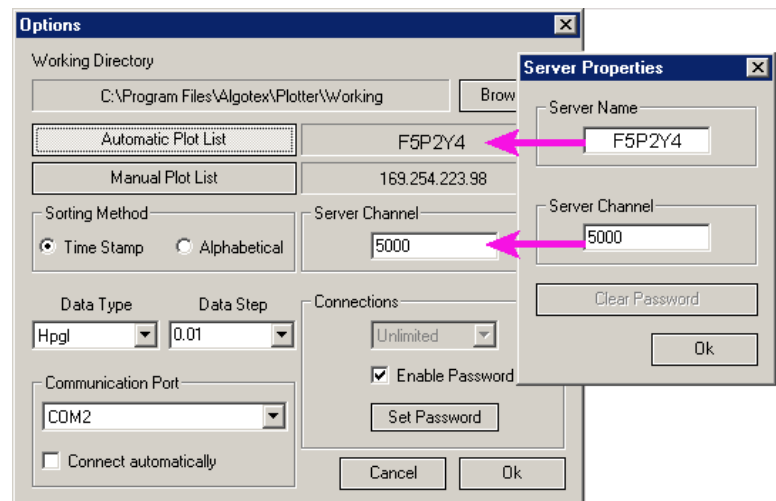 Options
Working Directory
C:\Program Files\Algotex\Plotter\Working
Brow
Automatic Plot List
F5P2Y4
Manual Plot List
169.254.223.98
Sorting Method
Time Stamp
Alphabetical
Server Channel
5000
Data Type
Data Step
Hpgl
0.01
Connections
Unlimited
Enable Password
Set Password
Communication Port
COM2
Connect automatically
Cancel
Ok
Server Properties
Server Name
F5P2Y4
Server Channel
5000
Clear Password
Ok